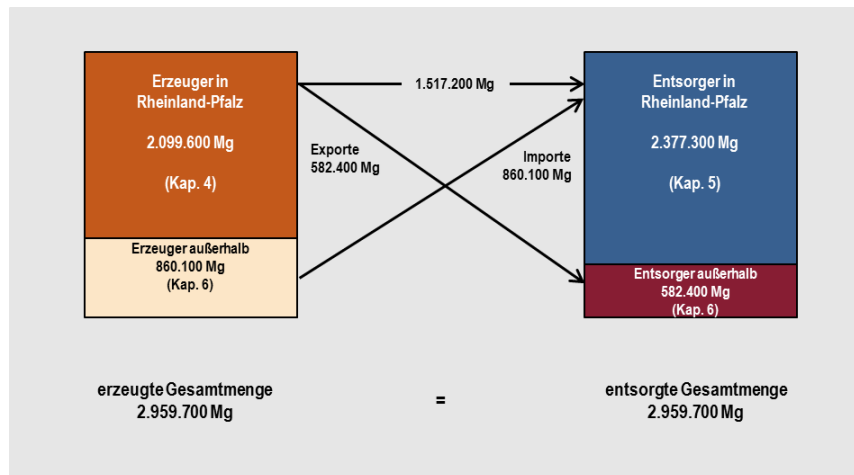 Erzeuger in
Rheinland-Pfalz
2.099.600 Mg
(Kap. 4)
Erzeuger außerhalb
860.100 Mg
(Kap. 6)
1.517.200 Mg
Exporte
582.400 Mg
Importe
860.100 Mg
Entsorger in
Rheinland-Pfalz
2.377.300 Mg
(Kap. 5)
Entsorger außerhalb
582.400 Mg
(Kap. 6)
erzeugte Gesamtmenge
2.959.700 Mg
=
entsorgte Gesamtmenge
2.959.700 Mg